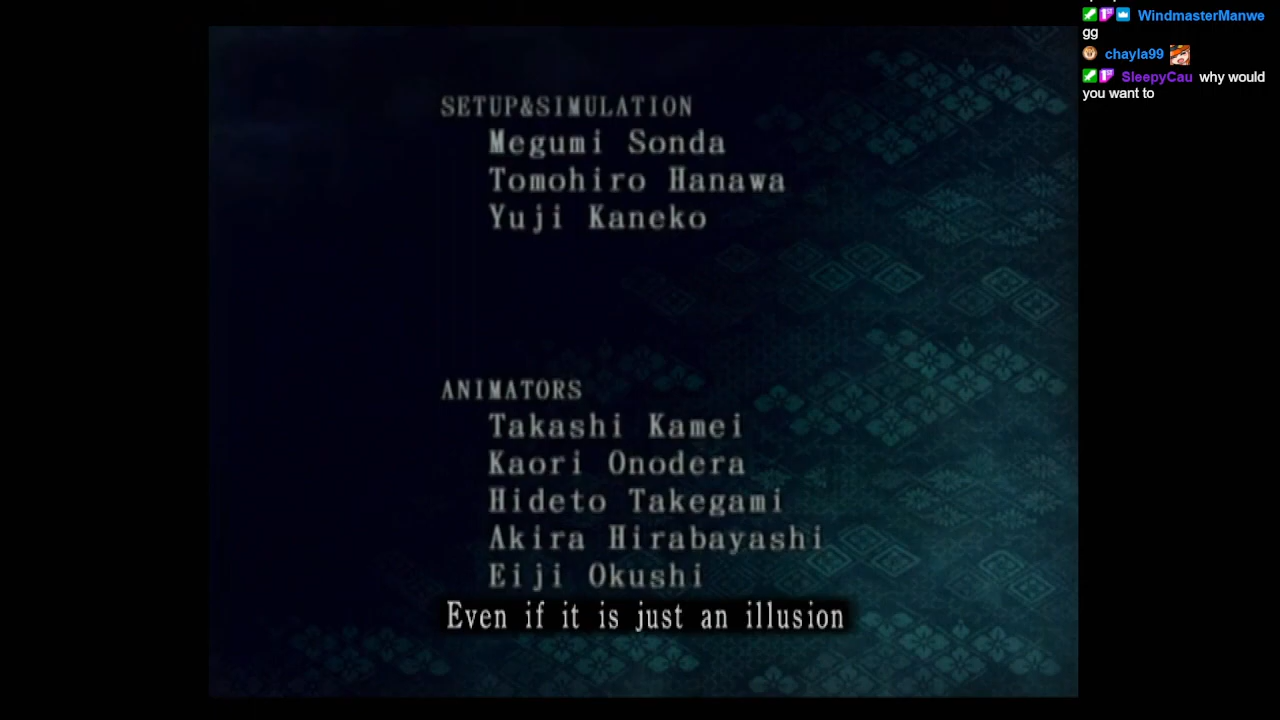 SETUP&SIMULATION
Megumi Sonda
Tomohiro Hanawa
Yuji Kaneko
ANIMATORS
Takashi Kamei
Kaori Onodera
Hideto Takegami
Akira Hirabayashi
Eiji Okushi
Even if it is just an illusion
WindmasterManwe
gg
chayla99
SleepyCau why would
you want to